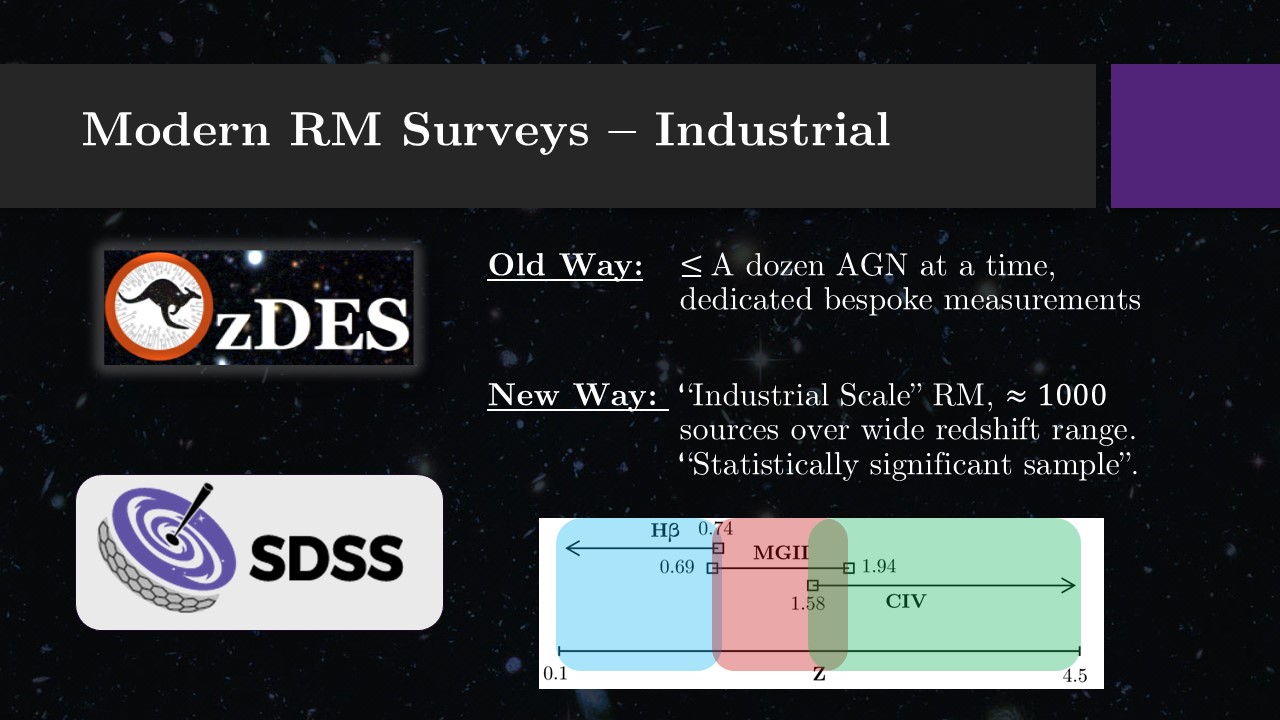 Modern RM Surveys – Industrial
zDES
SDSS
Old Way: ≤ A dozen AGN at a time,
dedicated bespoke measurements
New Way: “Industrial Scale” RM, ≈ 1000
sources over wide redshift range.
“Statistically significant sample”.
Hβ 0.74
MGII
0.69 1.94
1.58 CIV
0.1 Z 4.5